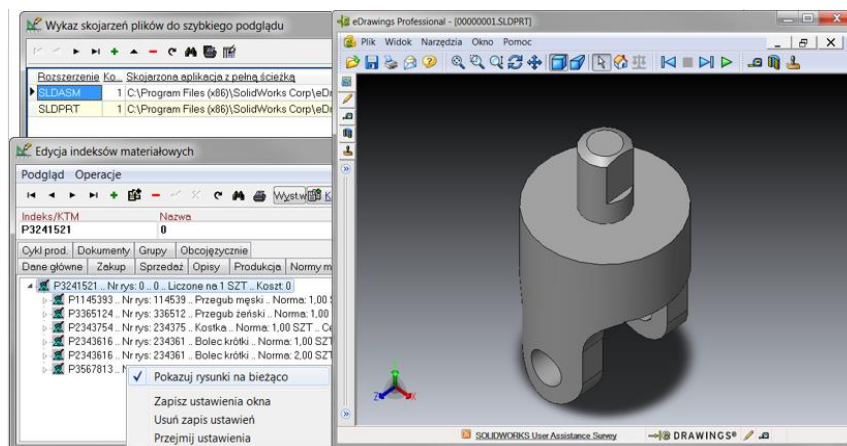 Wykaz skojarzeń plików do szybkiego podglądu
Rozszerzenie Ko... Skojarzona aplikacja z pełną ścieżką
SLDASM 1 C:\Program Files (x86)\SolidWorks Corp\eDr
SLDPRT 1 C:\Program Files (x86)\SolidWorks Corp\eDr
Edycja indeksów materiałowych
Podgląd Operacje
Wystw K
Indeks/KTM Nazwa
P3241521 0
Cykl prod. Dokumenty Grupy Obcojęzycznie
Dane główne Zakup Sprzedaż Opisy Produkcja Normy m
P3241521 .. Nr rys: 0 .. 0 .. Liczone na 1 SZT .. Koszt: 0
P1145393 .. Nr rys: 114539 .. Przegub męski .. Norma: 1,00 S
P3365124 .. Nr rys: 336512 .. Przegub żeński .. Norma: 1,00
P2343754 .. Nr rys: 234375 .. Kostka .. Norma: 1,00 SZT .. Ce
P2343616 .. Nr rys: 234361 .. Bolec krótki .. Norma: 1,00 SZT
P2343616 .. Nr rys: 234361 .. Bolec krótki .. Norma: 2,00 SZT
P3567813 .. N
Pokazuj rysunki na bieżąco
Zapisz ustawienia okna
Usuń zapis ustawień
Przejmij ustawienia
eDrawings Professional - [00000001.SLDPRT]
Plik Widok Narzędzia Okno Pomoc
Z X
SOLIDWORKS User Assistance Survey
DRAWINGS®